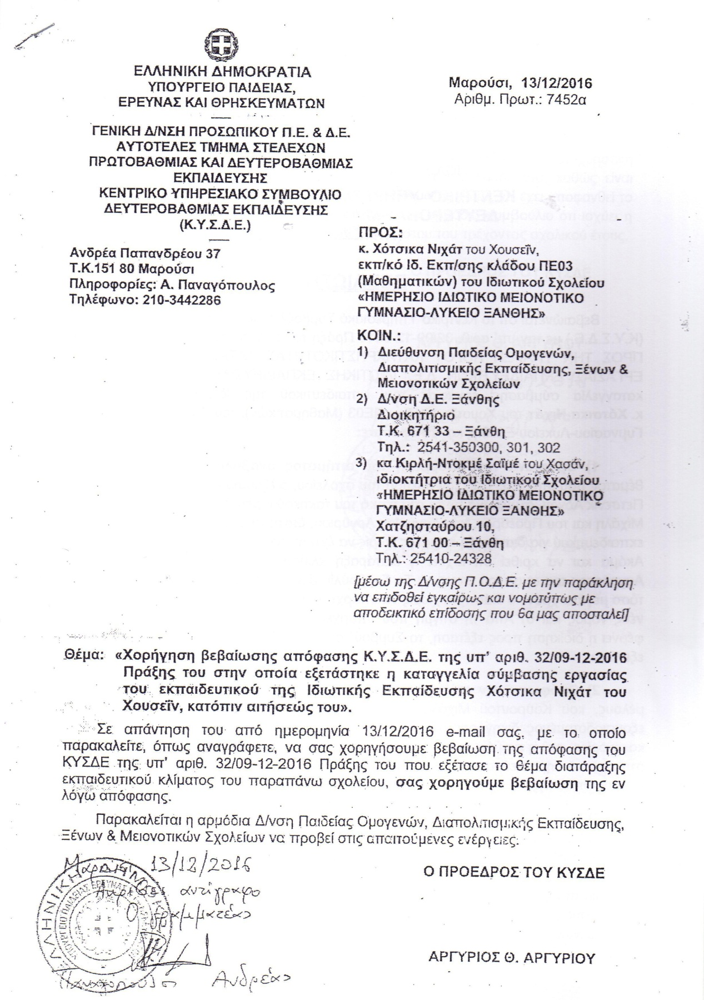 ΕΛΛΗΝΙΚΗ ΔΗΜΟΚΡΑΤΙΑ
ΥΠΟΥΡΓΕΙΟ ΠΑΙΔΕΙΑΣ,
ΕΡΕΥΝΑΣ ΚΑΙ ΘΡΗΣΚΕΥΜΑΤΩΝ
Μαρούσι, 13/12/2016
Αριθμ. Πρωτ.: 7452α
ΓΕΝΙΚΗ Δ/ΝΣΗ ΠΡΟΣΩΠΙΚΟΥ Π.Ε. & Δ.Ε.
ΑΥΤΟΤΕΛΕΣ ΤΜΗΜΑ ΣΤΕΛΕΧΩΝ
ΠΡΩΤΟΒΑΘΜΙΑΣ ΚΑΙ ΔΕΥΤΕΡΟΒΑΘΜΙΑΣ
ΕΚΠΑΙΔΕΥΣΗΣ
ΚΕΝΤΡΙΚΟ ΥΠΗΡΕΣΙΑΚΟ ΣΥΜΒΟΥΛΙΟ
ΔΕΥΤΕΡΟΒΑΘΜΙΑΣ ΕΚΠΑΙΔΕΥΣΗΣ
(Κ.Υ.Σ.Δ.Ε.)
Ανδρέα Παπανδρέου 37
Τ.Κ.151 80 Μαρούσι
Πληροφορίες: Α. Παναγόπουλος
Τηλέφωνο: 210-3442286
ΠΡΟΣ:
κ. Χότσικα Νιχάτ του Χουσεΐν,
εκπ/κό Ιδ. Εκπ/σης κλάδου ΠΕ03
(Μαθηματικών) του Ιδιωτικού Σχολείου
«ΗΜΕΡΗΣΙΟ ΙΔΙΩΤΙΚΟ ΜΕΙΟΝΟΤΙΚΟ
ΓΥΜΝΑΣΙΟ-ΛΥΚΕΙΟ ΞΑΝΘΗΣ»
ΚΟΙΝ.:
1) Διεύθυνση Παιδείας Ομογενών,
Διαπολιτισμικής Εκπαίδευσης, Ξένων &
Μειονοτικών Σχολείων
2) Δ/νση Δ.Ε. Ξάνθης
Διοικητήριο
Τ.Κ. 671 33 – Ξάνθη
Τηλ.: 2541-350300, 301, 302
3) κα Κιρλή-Ντοκμέ Σαϊμέ του Χασάν,
ιδιοκτήτρια του Ιδιωτικού Σχολείου
«ΗΜΕΡΗΣΙΟ ΙΔΙΩΤΙΚΟ ΜΕΙΟΝΟΤΙΚΟ
ΓΥΜΝΑΣΙΟ-ΛΥΚΕΙΟ ΞΑΝΘΗΣ»
Χατζησταύρου 10,
Τ.Κ. 671 00 – Ξάνθη
Τηλ.: 25410-24328
[μέσω της Δ/νσης Π.Ο.Δ.Ε. με την παράκληση
να επιδοθεί εγκαίρως και νομοτύπως με
αποδεικτικό επίδοσης που θα μας αποσταλεί]
Θέμα: «Χορήγηση βεβαίωσης απόφασης Κ.Υ.Σ.Δ.Ε. της υπ’ αριθ. 32/09-12-2016
Πράξης του στην οποία εξετάστηκε η καταγγελία σύμβασης εργασίας
του εκπαιδευτικού της Ιδιωτικής Εκπαίδευσης Χότσικα Νιχάτ του
Χουσεΐν, κατόπιν αιτήσεώς του».
Σε απάντηση του από ημερομηνία 13/12/2016 e-mail σας, με το οποίο
παρακαλείτε, όπως αναγράφετε, να σας χορηγήσουμε βεβαίωση της απόφασης του
ΚΥΣΔΕ της υπ’ αριθ. 32/09-12-2016 Πράξης του που εξέτασε το θέμα διατάραξης
εκπαιδευτικού κλίματος του παραπάνω σχολείου, σας χορηγούμε βεβαίωση της εν
λόγω απόφασης.
Παρακαλείται η αρμόδια Δ/νση Παιδείας Ομογενών, Διαπολιτισμικής Εκπαίδευσης,
Ξένων & Μειονοτικών Σχολείων να προβεί στις απαιτούμενες ενέργειες.
Ο ΠΡΟΕΔΡΟΣ ΤΟΥ ΚΥΣΔΕ
ΑΡΓΥΡΙΟΣ Θ. ΑΡΓΥΡΙΟΥ
Μαρούσι 13/12/2016
Ακριβές αντίγραφο
Ο Γραμματέας
Ανδρέας